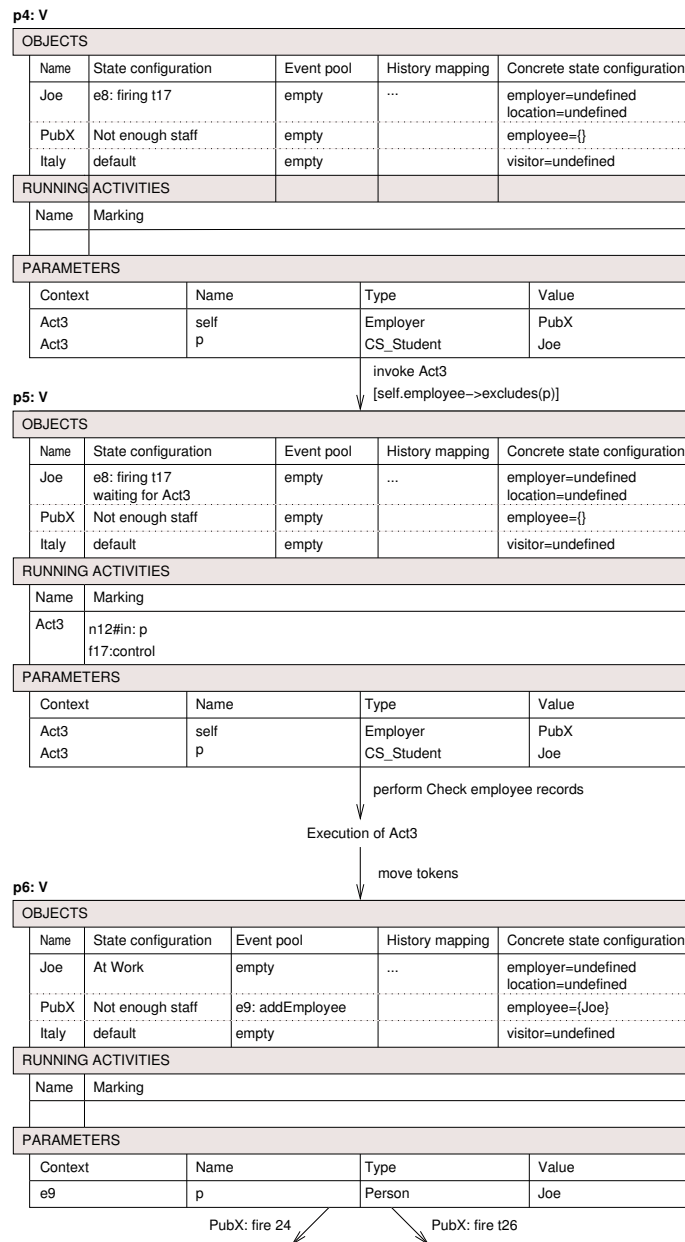 p4: V
OBJECTS
Name State configuration Event pool History mapping Concrete state configuration
Joe e8: firing t17 empty ... employer=undefined
location=undefined
PubX Not enough staff empty employee={}
Italy default empty visitor=undefined
RUNNING ACTIVITIES
Name Marking
PARAMETERS
Context Name Type Value
Act3 self Employer PubX
Act3 p CS_Student Joe
invoke Act3
[self.employee−>excludes(p)]
p5: V
OBJECTS
Name State configuration Event pool History mapping Concrete state configuration
Joe e8: firing t17 empty ... employer=undefined
waiting for Act3 location=undefined
PubX Not enough staff empty employee={}
Italy default empty visitor=undefined
RUNNING ACTIVITIES
Name Marking
Act3 n12#in: p
f17:control
PARAMETERS
Context Name Type Value
Act3 self Employer PubX
Act3 p CS_Student Joe
perform Check employee records
Execution of Act3
move tokens
p6: V
OBJECTS
Name State configuration Event pool History mapping Concrete state configuration
Joe At Work empty ... employer=undefined
location=undefined
PubX Not enough staff e9: addEmployee employee={Joe}
Italy default empty visitor=undefined
RUNNING ACTIVITIES
Name Marking
PARAMETERS
Context Name Type Value
e9 p Person Joe
PubX: fire 24 PubX: fire t26